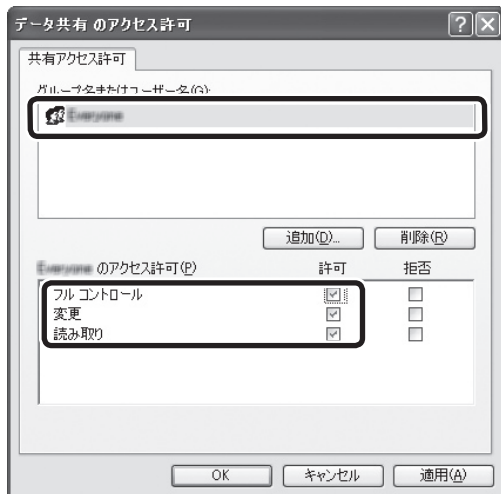 データ共有 のアクセス許可
共有アクセス許可
グループ名またはユーザー名(G):
追加(D)...
削除(R)
のアクセス許可(P)
許可
拒否
フル コントロール
変更
読み取り
OK
キャンセル
適用(A)